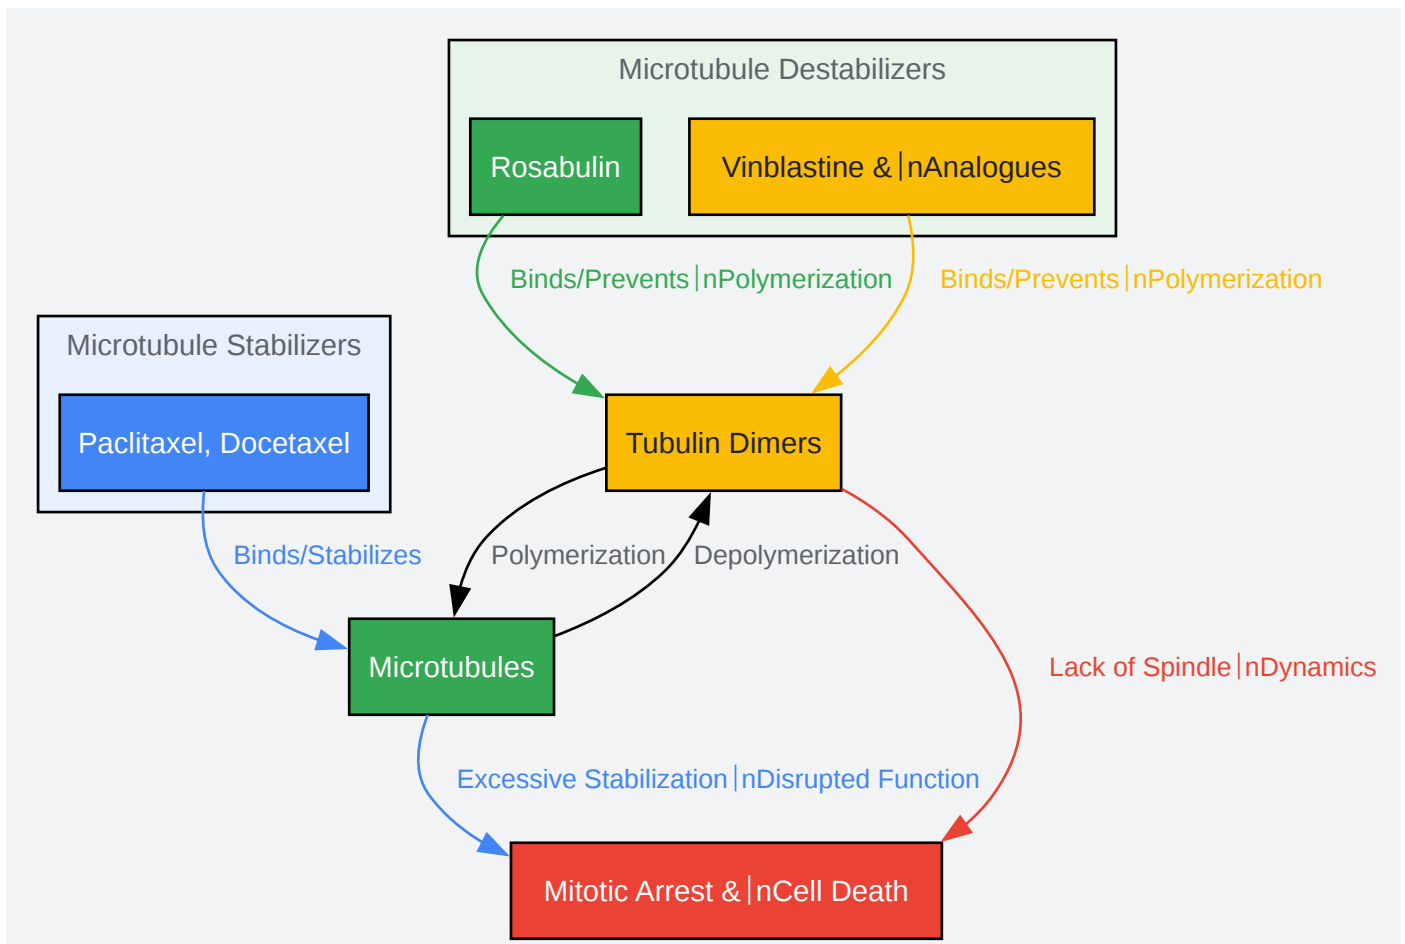 Microtubule Destabilizers
Rosabulin
Vinblastine &|nAnalogues
Binds/Prevents|nPolymerization
Binds/Prevents|nPolymerization
Microtubule Stabilizers
Paclitaxel, Docetaxel
Tubulin Dimers
Binds/Stabilizes
Polymerization
Depolymerization
Microtubules
Lack of Spindle|nDynamics
Excessive Stabilization|nDisrupted Function
Mitotic Arrest &|nCell Death